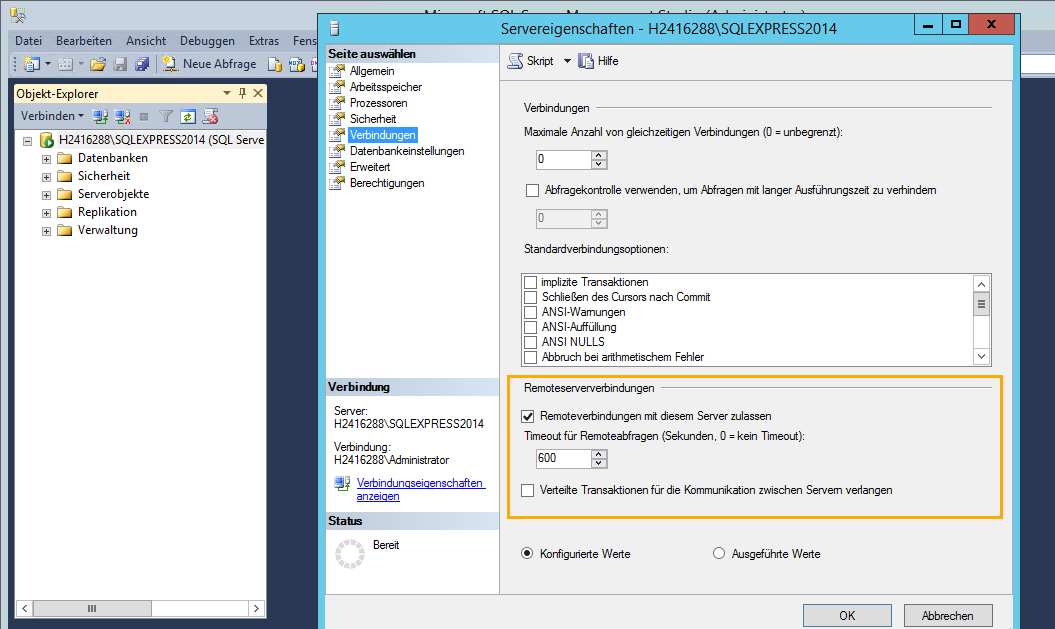 Servereigenschaften - H2416288\SQLEXPRESS2014
Datei Bearbeiten Ansicht Debuggen Extras Fens
Neue Abfrage
Objekt-Explorer
Verbinden
H2416288\SQLEXPRESS2014 (SQL Serve
Datenbanken
Sicherheit
Serverobjekte
Replikation
Verwaltung
Seite auswählen
Allgemein
Arbeitsspeicher
Prozessoren
Sicherheit
Verbindungen
Datenbankeinstellungen
Erweitert
Berechtigungen
Verbindung
Server:
H2416288\SQLEXPRESS2014
Verbindung:
H2416288\Administrator
Verbindungseigenschaften
anzeigen
Status
Bereit
Skript Hilfe
Verbindungen
Maximale Anzahl von gleichzeitigen Verbindungen (0 = unbegrenzt):
0
Abfragekontrolle verwenden, um Abfragen mit langer Ausführungszeit zu verhindern
0
Standardverbindungsoptionen:
implizite Transaktionen
Schließen des Cursors nach Commit
ANSI-Warnungen
ANSI-Auffüllung
ANSI NULLS
Abbruch bei arithmetischem Fehler
Remoteserververbindungen
Remoteverbindungen mit diesem Server zulassen
Timeout für Remoteabfragen (Sekunden, 0 = kein Timeout):
600
Verteilte Transaktionen für die Kommunikation zwischen Servern verlangen
Konfigurierte Werte Ausgeführte Werte
OK Abbrechen